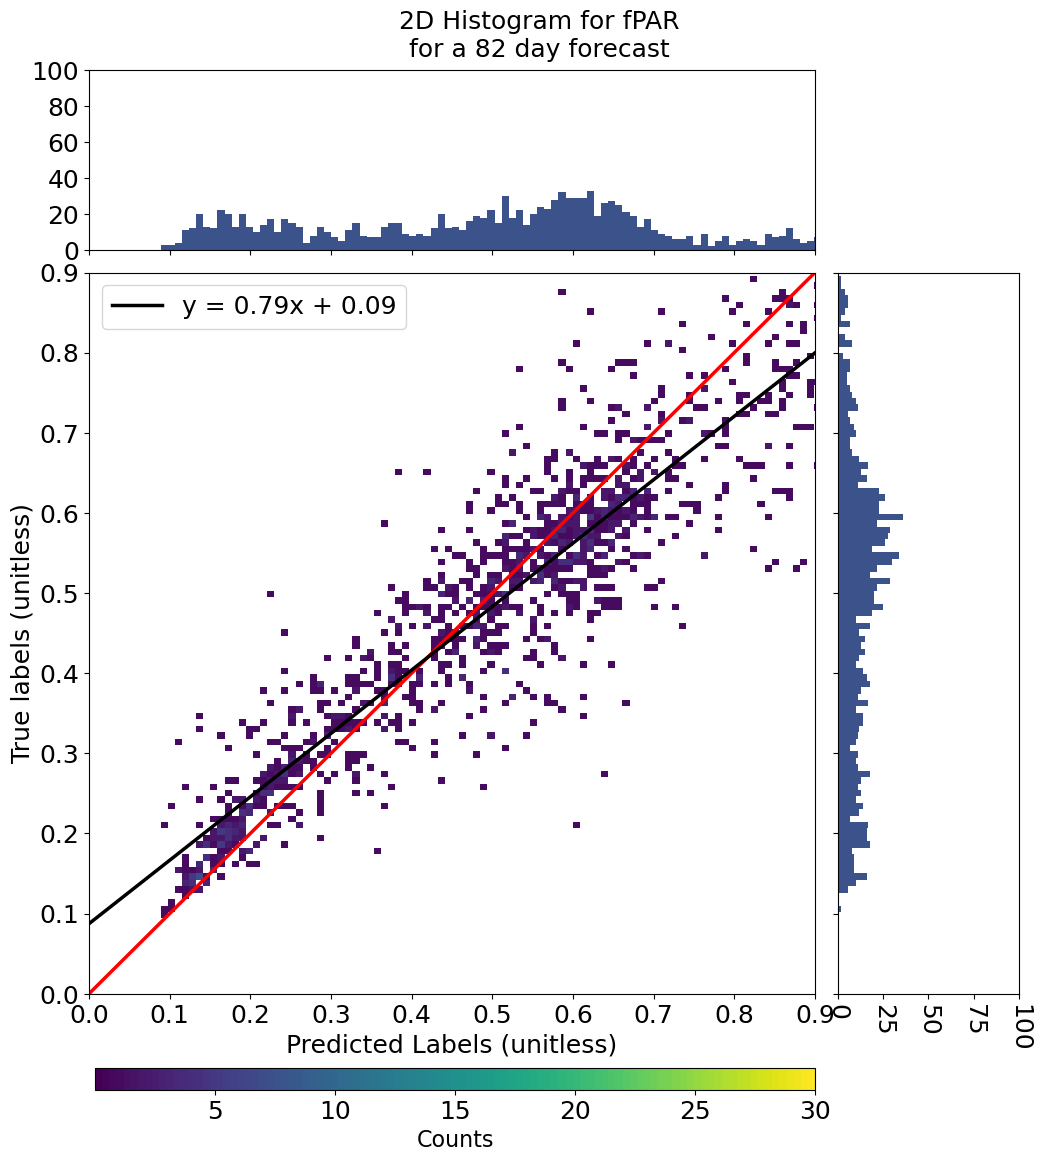 2D Histogram for fPAR
for a 82 day forecast
100
80
60
40
20
0
0.9
0.8
0.7
0.6
0.5
0.4
0.3
0.2
0.1
0.0
True labels (unitless)
y = 0.79x + 0.09
0.0 0.1 0.2 0.3 0.4 0.5 0.6 0.7 0.8 0.9
Predicted Labels (unitless)
0 25 50 75 100
5 10 15 20 25 30
Counts